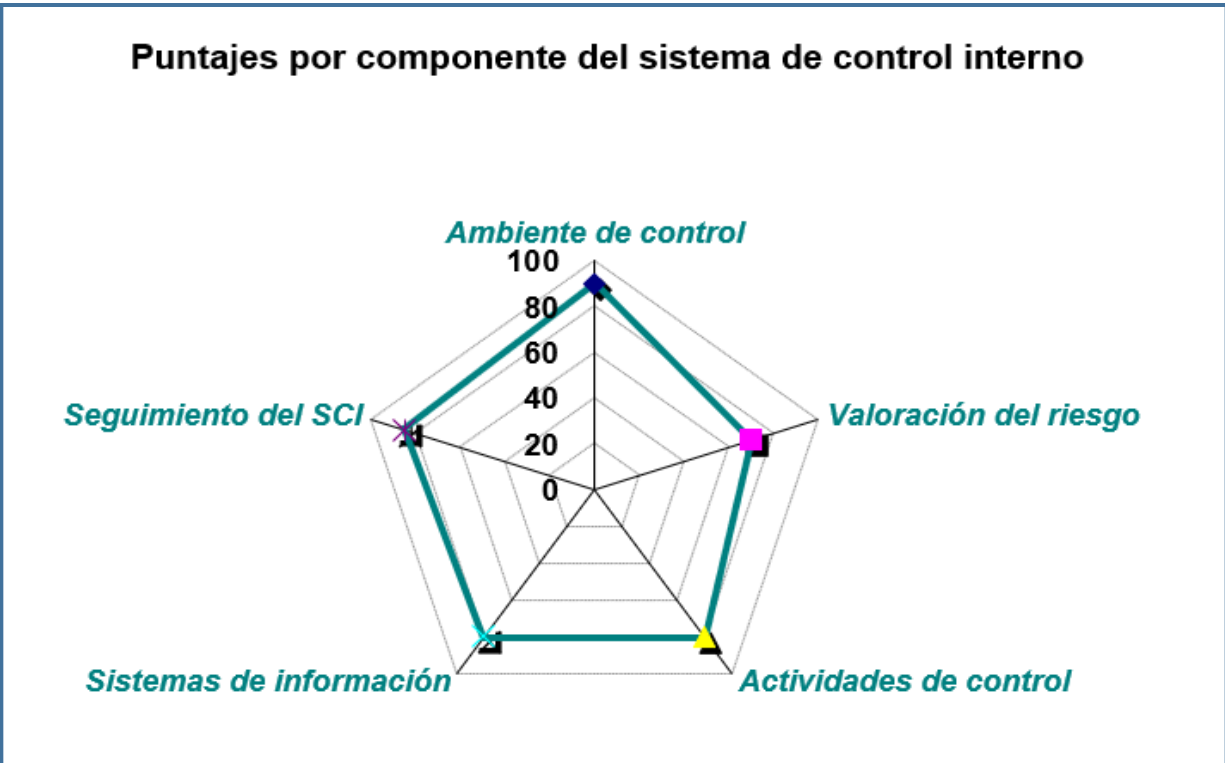 Puntajes por componente del sistema de control interno
Ambiente de control
100
80
60
40
20
0
Seguimiento del SCI
Valoración del riesgo
Sistemas de información
Actividades de control